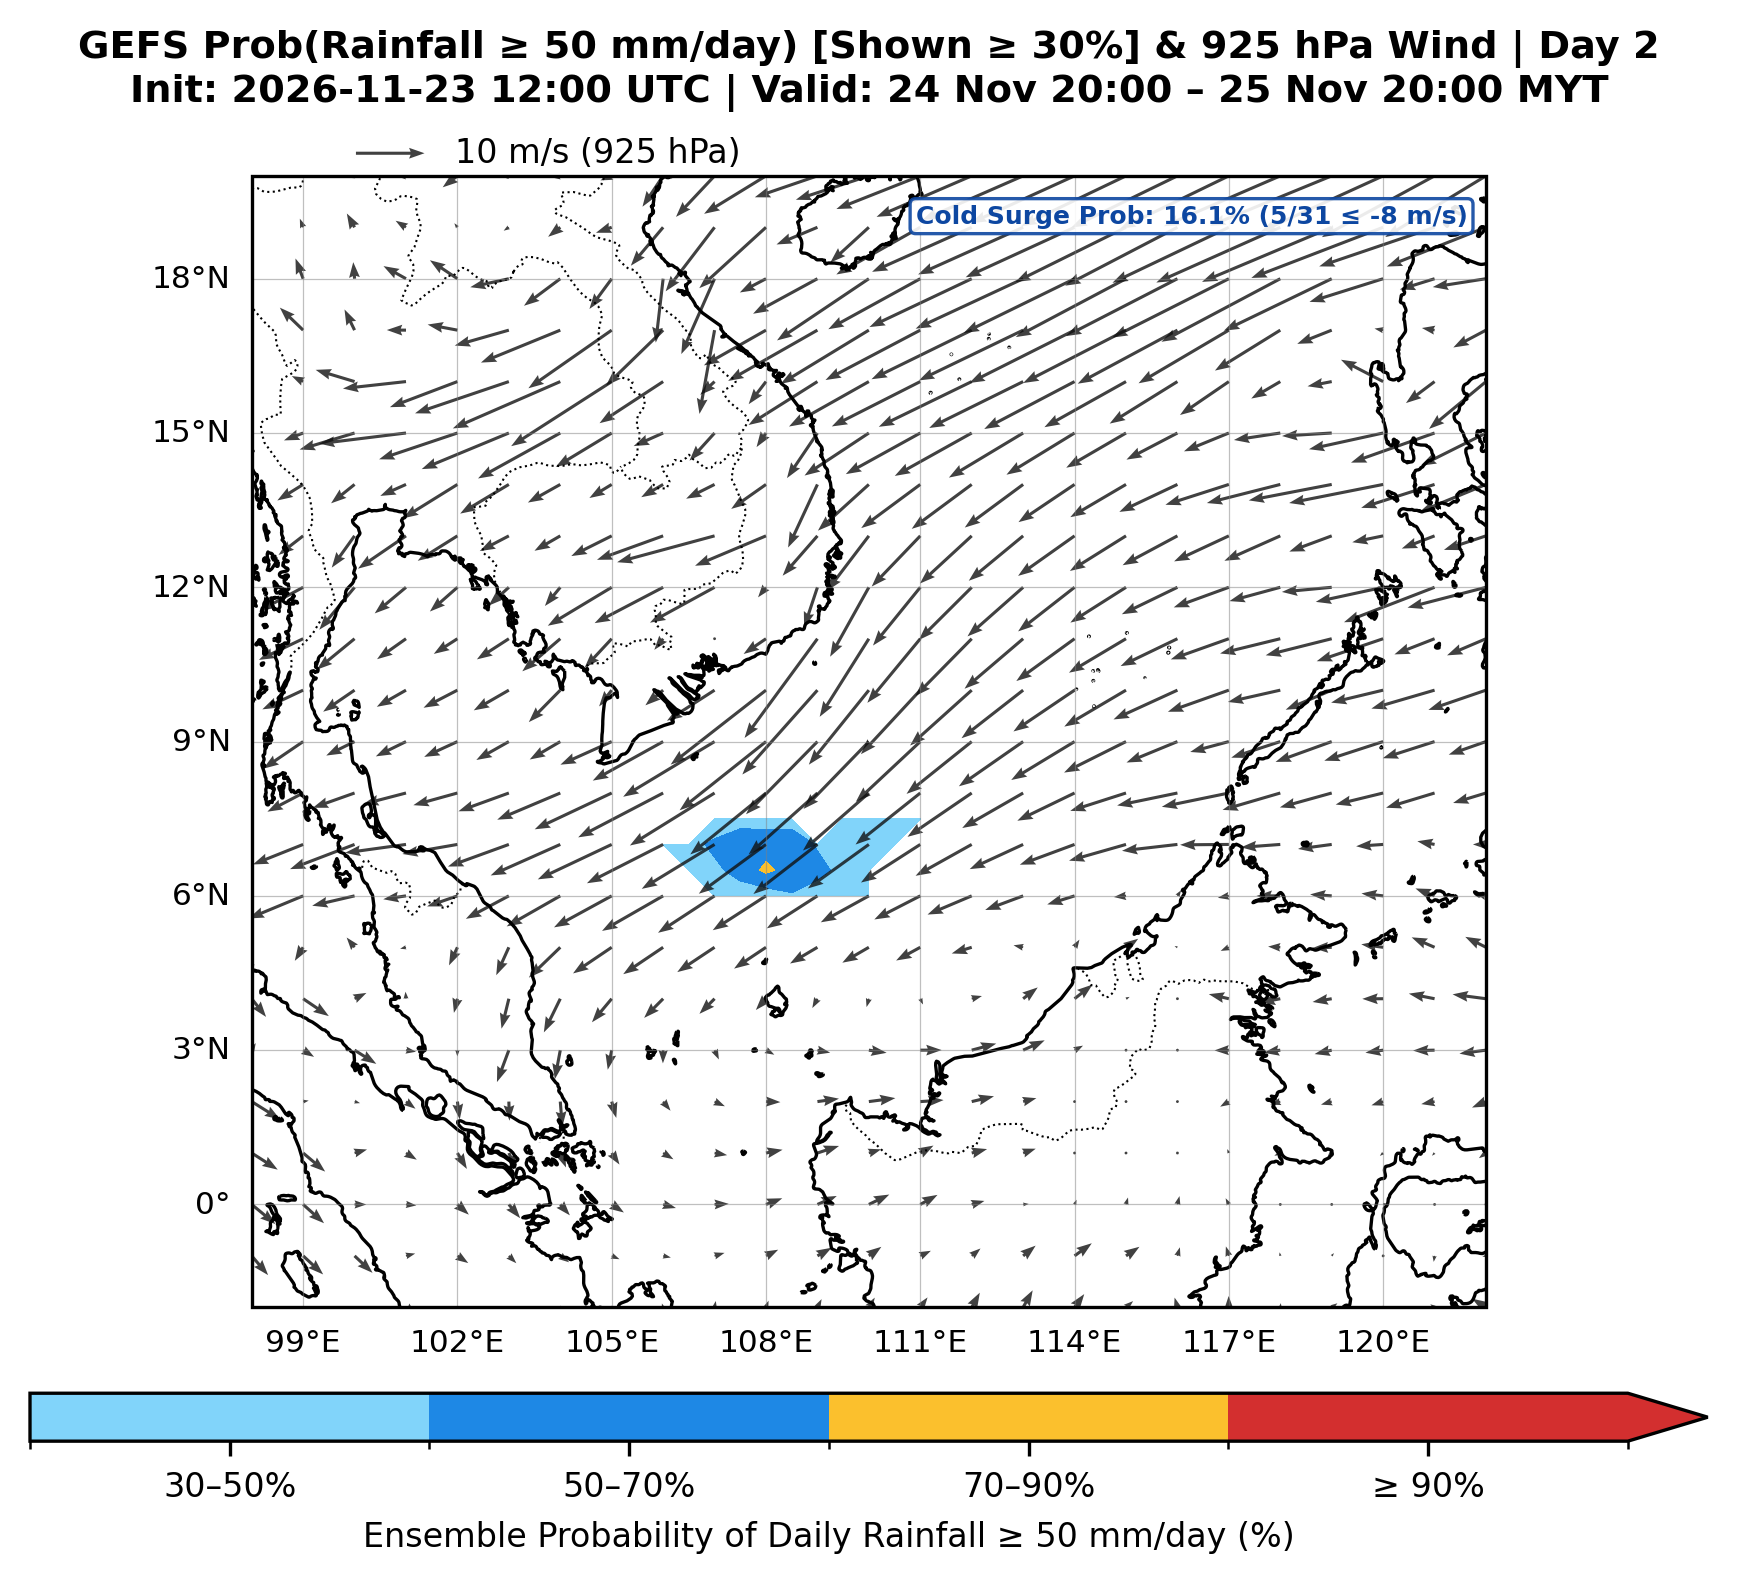 GEFS Prob(Rainfall ≥ 50 mm/day) [Shown ≥ 30%] & 925 hPa Wind | Day 2
Init: 2026-11-23 12:00 UTC | Valid: 24 Nov 20:00 – 25 Nov 20:00 MYT
10 m/s (925 hPa)
Cold Surge Prob: 16.1% (5/31 ≤ -8 m/s)
18°N
15°N
12°N
9°N
6°N
3°N
0°
99°E 102°E 105°E 108°E 111°E 114°E 117°E 120°E
30–50% 50–70% 70–90% ≥ 90%
Ensemble Probability of Daily Rainfall ≥ 50 mm/day (%)